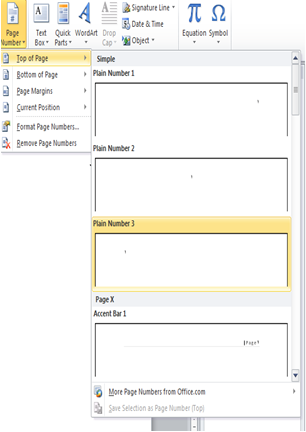 Page Number
Text Box
Quick Parts
WordArt
Drop Cap
Signature Line
Date & Time
Object
Equation
Symbol
Top of Page
Bottom of Page
Page Margins
Current Position
Format Page Numbers...
Remove Page Numbers
Simple
Plain Number 1
1
Plain Number 2
1
Plain Number 3
1
Page X
Accent Bar 1
More Page Numbers from Office.com
Save Selection as Page Number (Top)